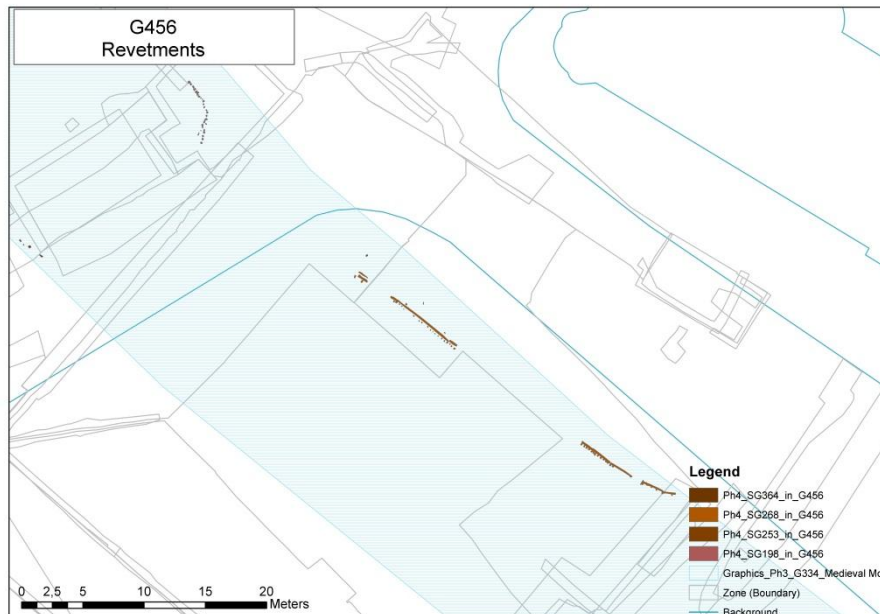 G456
Revetments
Legend
Ph4_SG364_in_G456
Ph4_SG268_in_G456
Ph4_SG253_in_G456
Ph4_SG198_in_G456
Graphics_Ph3_G334_Medieval Mo
Zone (Boundary)
Background
0 2,5 5 10 15 20
Meters